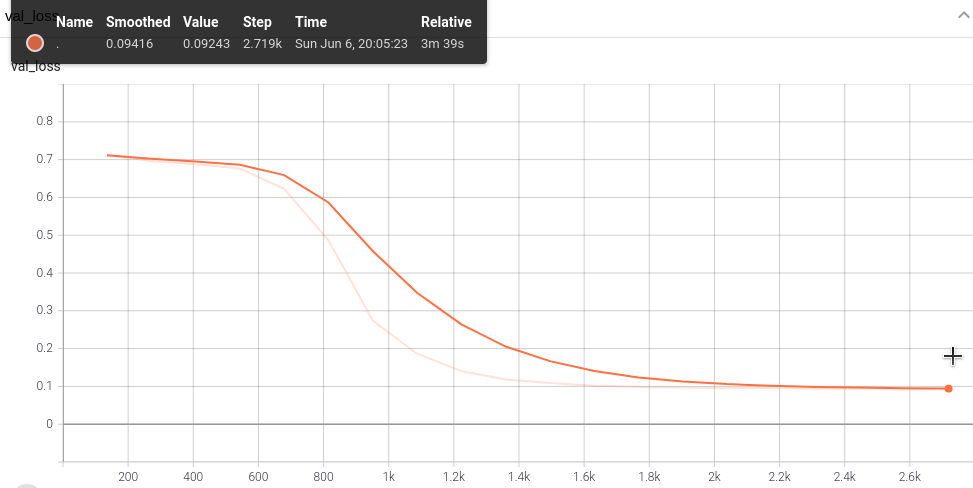 val_loss
Name Smoothed Value Step Time Relative
. 0.09416 0.09243 2.719k Sun Jun 6, 20:05:23 3m 39s
val_loss
0.8
0.7
0.6
0.5
0.4
0.3
0.2
0.1
0
200 400 600 800 1k 1.2k 1.4k 1.6k 1.8k 2k 2.2k 2.4k 2.6k